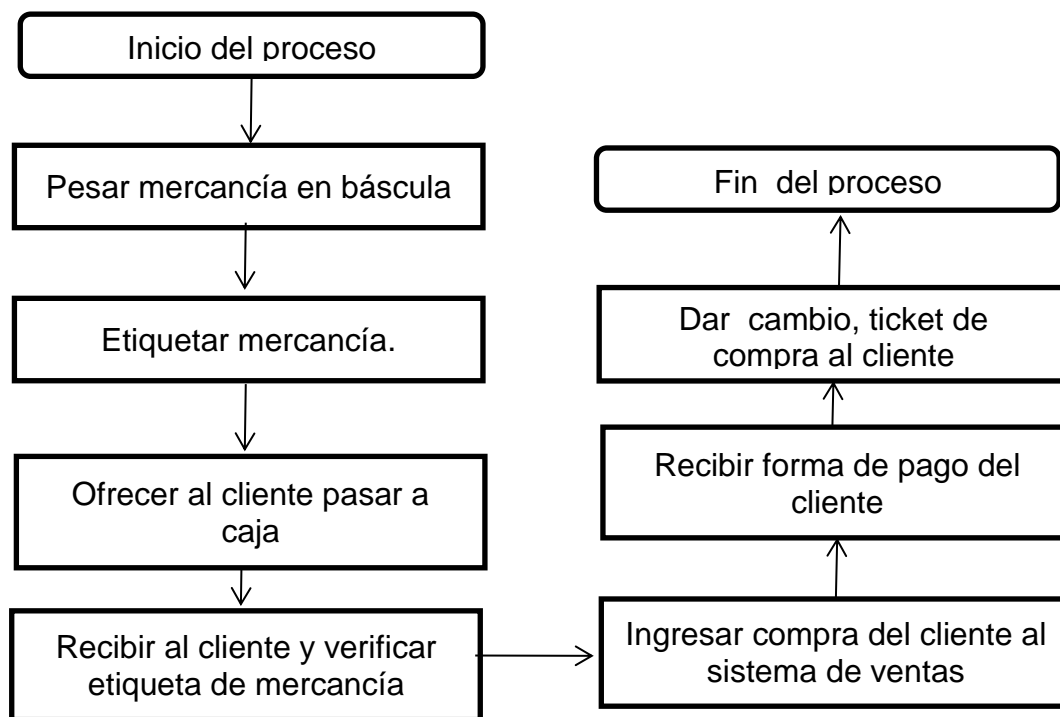 Inicio del proceso
Pesar mercancía en báscula
Etiquetar mercancía.
Ofrecer al cliente pasar a
caja
Recibir al cliente y verificar
etiqueta de mercancía
Ingresar compra del cliente al
sistema de ventas
Recibir forma de pago del
cliente
Dar cambio, ticket de
compra al cliente
Fin del proceso